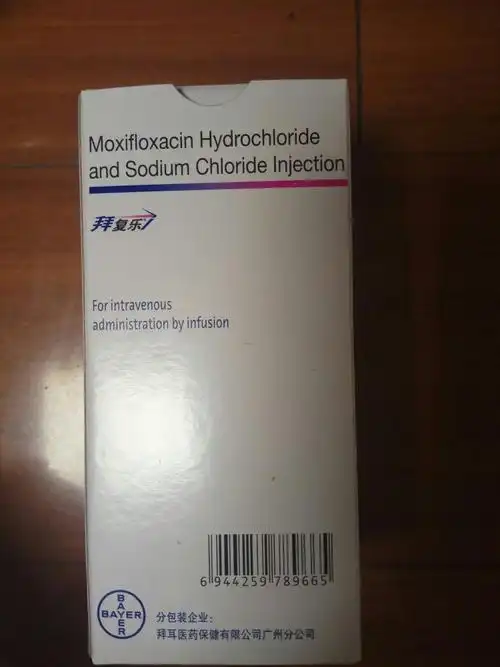 Moxifloxacin Hydrochloride
and Sodium Chloride Injection
拜复乐
For intravenous
administration by infusion
6 944259 789665
BAYER
BAYER
分包装企业：
拜耳医药保健有限公司广州分公司